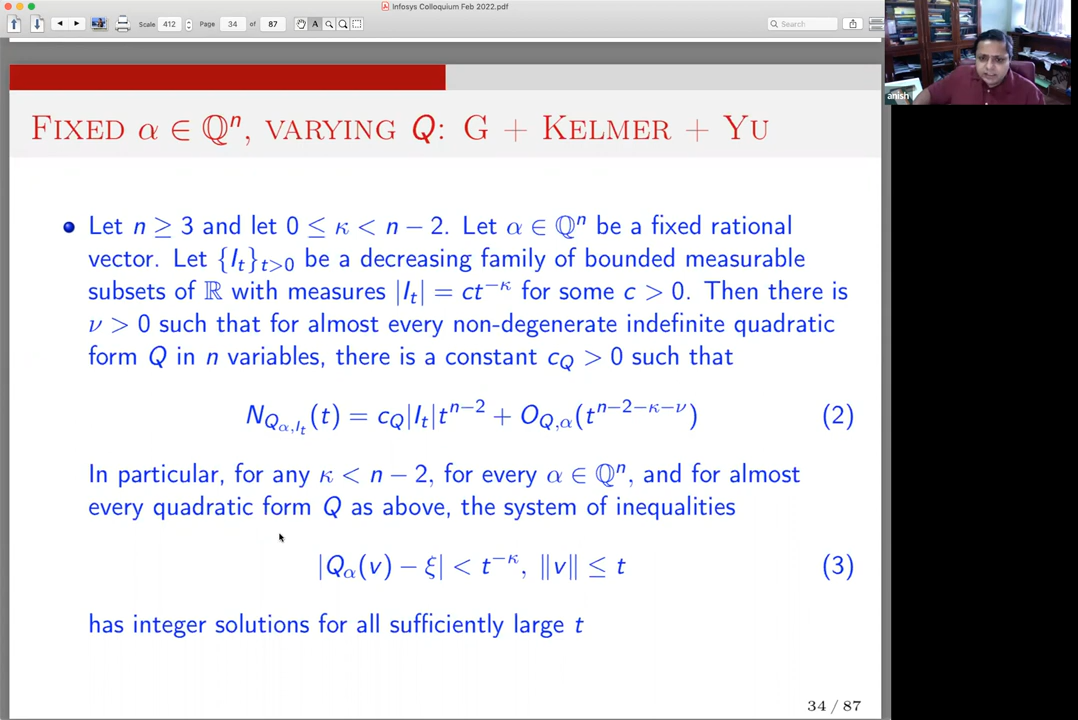 Infosys Colloquium Feb 2022.pdf
Scale 412 Page 34 of 87 Search
anish
FIXED α ∈ ℚⁿ, VARYING Q: G + KELMER + YU
Let n ≥ 3 and let 0 ≤ κ < n − 2. Let α ∈ ℚⁿ be a fixed rational
vector. Let {I_t}_{t>0} be a decreasing family of bounded measurable
subsets of ℝ with measures |I_t| = ct^{−κ} for some c > 0. Then there is
ν > 0 such that for almost every non-degenerate indefinite quadratic
form Q in n variables, there is a constant c_Q > 0 such that
N_{Q_{α,I_t}}(t) = c_Q|I_t|t^{n−2} + O_{Q,α}(t^{n−2−κ−ν}) (2)
In particular, for any κ < n − 2, for every α ∈ ℚⁿ, and for almost
every quadratic form Q as above, the system of inequalities
|Q_α(v) − ξ| < t^{−κ}, ‖v‖ ≤ t (3)
has integer solutions for all sufficiently large t
34 / 87